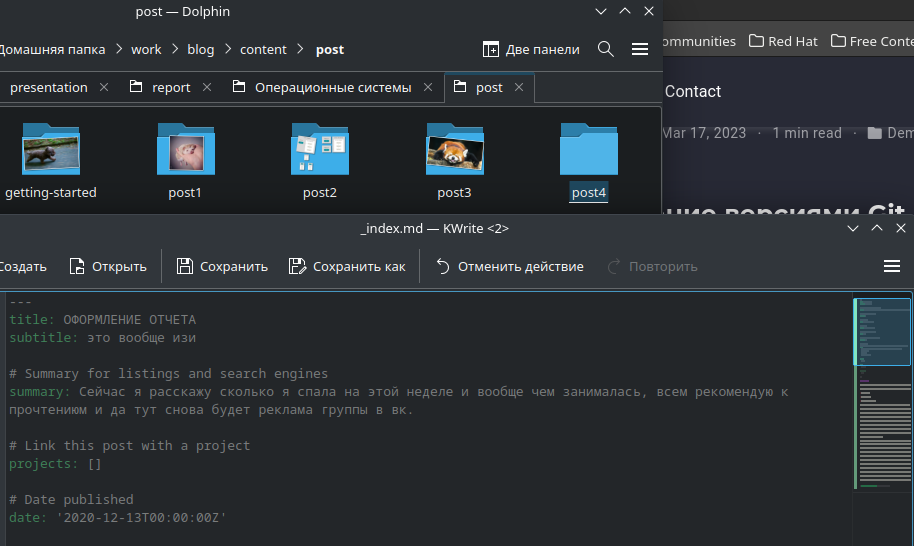 post — Dolphin
Домашняя папка > work > blog > content > post
Две панели
presentation
report
Операционные системы
post
getting-started
post1
post2
post3
post4
Red Hat
Contact
Mar 17, 2023 · 1 min read ·
Git
_index.md — KWrite <2>
Создать
Открыть
Сохранить
Сохранить как
Отменить действие
Повторить
---
title: ОФОРМЛЕНИЕ ОТЧЕТА
subtitle: это вообще изи
# Summary for listings and search engines
summary: Сейчас я расскажу сколько я спала на этой неделе и вообще чем занималась, всем рекомендую к
прочтениюм и да тут снова будет реклама группы в вк.
# Link this post with a project
projects: []
# Date published
date: '2020-12-13T00:00:00Z'